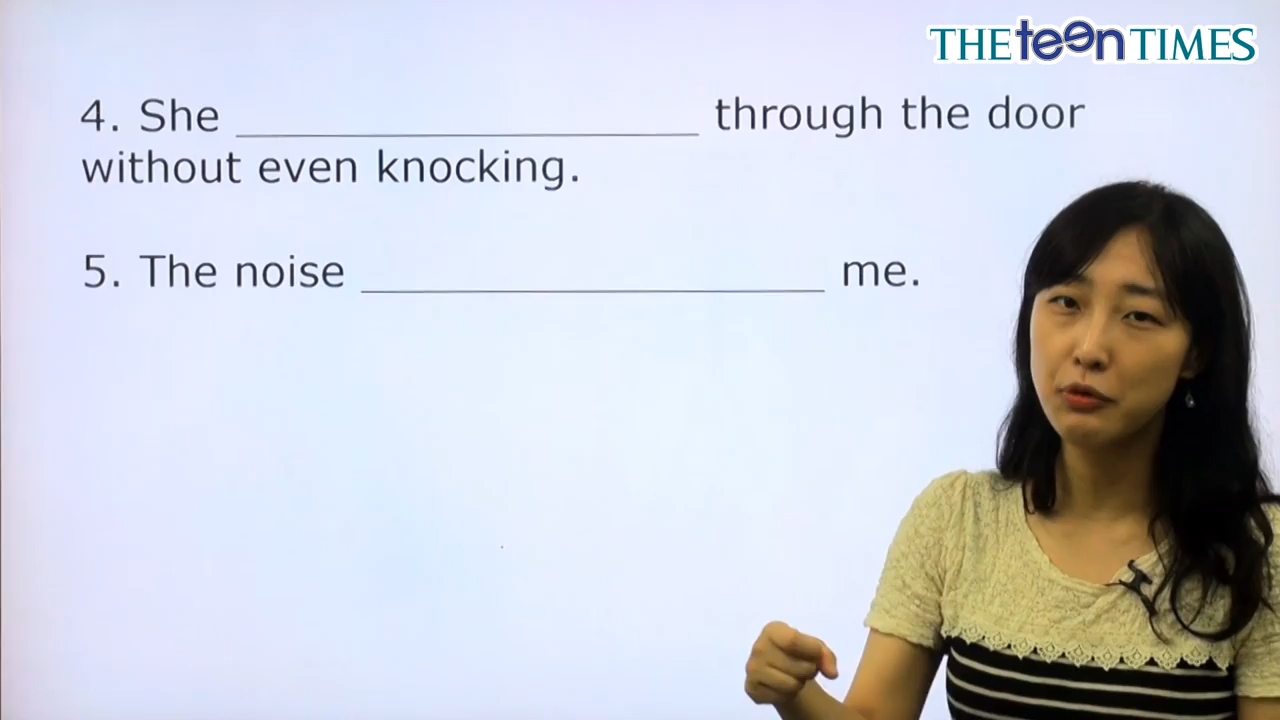 THE teen TIMES
4. She ____________________ through the door
without even knocking.
5. The noise ____________________ me.